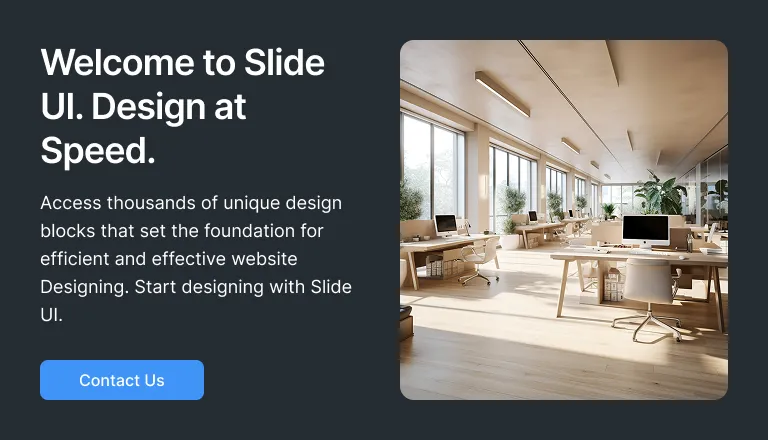 Welcome to Slide
UI. Design at
Speed.
Access thousands of unique design
blocks that set the foundation for
efficient and effective website
Designing. Start designing with Slide
UI.
Contact Us